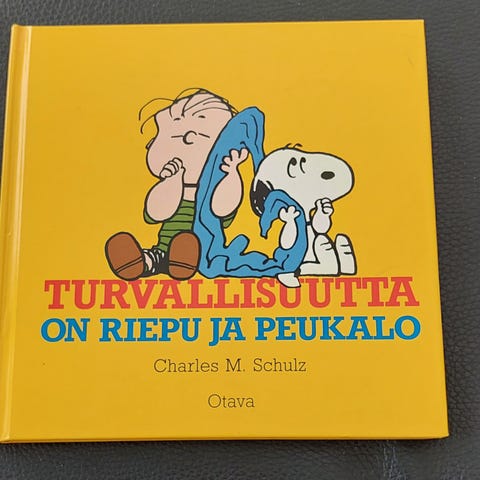 TURVALLISUUTTA
ON RIEPU JA PEUKALO
Charles M. Schulz
Otava